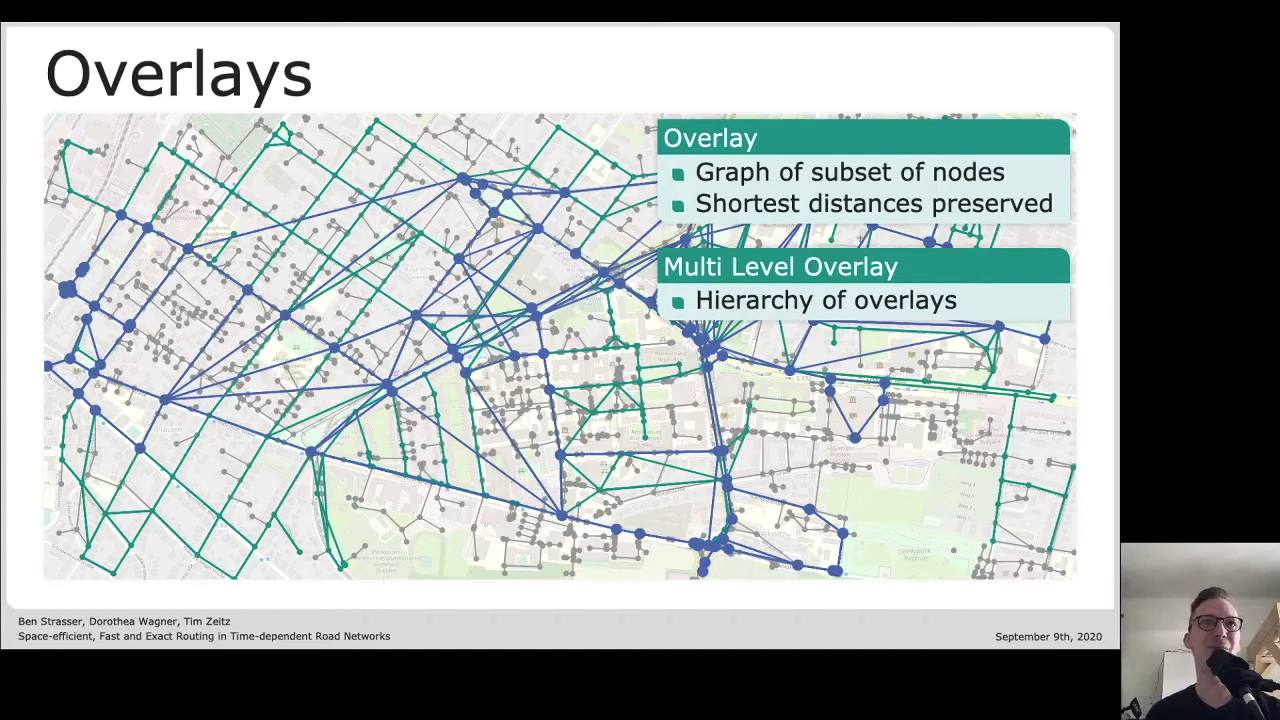 Overlays
Overlay
Graph of subset of nodes
Shortest distances preserved
Multi Level Overlay
Hierarchy of overlays
Ben Strasser, Dorothea Wagner, Tim Zeitz
Space-efficient, Fast and Exact Routing in Time-dependent Road Networks
September 9th, 2020